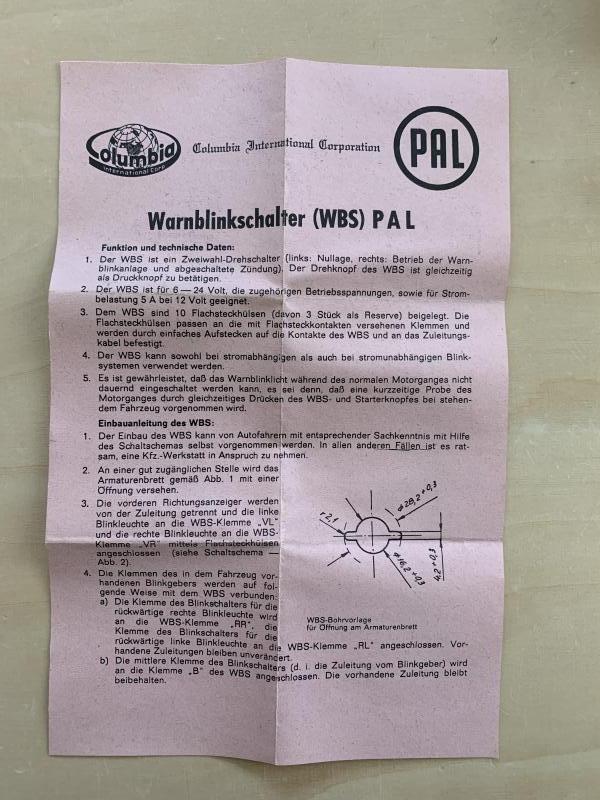 Columbia
International Corp.
Columbia International Corporation
PAL
Warnblinkschalter (WBS) PAL
Funktion und technische Daten:
1. Der WBS ist ein Zweiwahl-Drehschalter (links: Nullage, rechts: Betrieb der Warn-
blinkanlage und abgeschaltete Zündung). Der Drehknopf des WBS ist gleichzeitig
als Druckknopf zu betätigen.
2. Der WBS ist für 6 — 24 Volt, die zugehörigen Betriebsspannungen, sowie für Strom-
belastung 5 A bei 12 Volt geeignet.
3. Dem WBS sind 10 Flachsteckhülsen (davon 3 Stück als Reserve) beigelegt. Die
Flachsteckhülsen passen an die mit Flachsteckkontakten versehenen Klemmen und
werden durch einfaches Aufstecken auf die Kontakte des WBS und an das Zuleitungs-
kabel befestigt.
4. Der WBS kann sowohl bei stromabhängigen als auch bei stromunabhängigen Blink-
systemen verwendet werden.
5. Es ist gewährleistet, daß das Warnblinklicht während des normalen Motorganges nicht
dauernd eingeschaltet werden kann, es sei denn, daß eine kurzzeitige Probe des
Motorganges durch gleichzeitiges Drücken des WBS- und Starterknopfes bei stehen-
dem Fahrzeug vorgenommen wird.
Einbauanleitung des WBS:
1. Der Einbau des WBS kann von Autofahrern mit entsprechender Sachkenntnis mit Hilfe
des Schaltschemas selbst vorgenommen werden. In allen anderen Fällen ist es rat-
sam, eine Kfz.-Werkstatt in Anspruch zu nehmen.
2. An einer gut zugänglichen Stelle wird das
Armaturenbrett gemäß Abb. 1 mit einer
Öffnung versehen.
3. Die vorderen Richtungsanzeiger werden
von der Zuleitung getrennt und die linke
Blinkleuchte an die WBS-Klemme „VL"
und die rechte Blinkleuchte an die WBS-
Klemme „VR" mittels Flachsteckhülsen
angeschlossen (siehe Schaltschema —
Abb. 2).
4. Die Klemmen des in dem Fahrzeug vor-
handenen Blinkgebers werden auf fol-
gende Weise mit dem WBS verbunden:
a) Die Klemme des Blinkschalters für die
rückwärtige rechte Blinkleuchte wird
an die WBS-Klemme „RR", die
Klemme des Blinkschalters für die
rückwärtige linke Blinkleuchte an die WBS-Klemme „RL" angeschlossen. Vor-
handene Zuleitungen bleiben unverändert.
b) Die mittlere Klemme des Blinkschalters (d. i. die Zuleitung vom Blinkgeber) wird
an die Klemme „B" des WBS angeschlossen. Die vorhandene Zuleitung bleibt
beibehalten.
r 2,1
ø 20,2 + 0,3
ø 16,2 + 0,3
4,2 + 0,3
WBS-Bohrvorlage
für Öffnung am Armaturenbrett